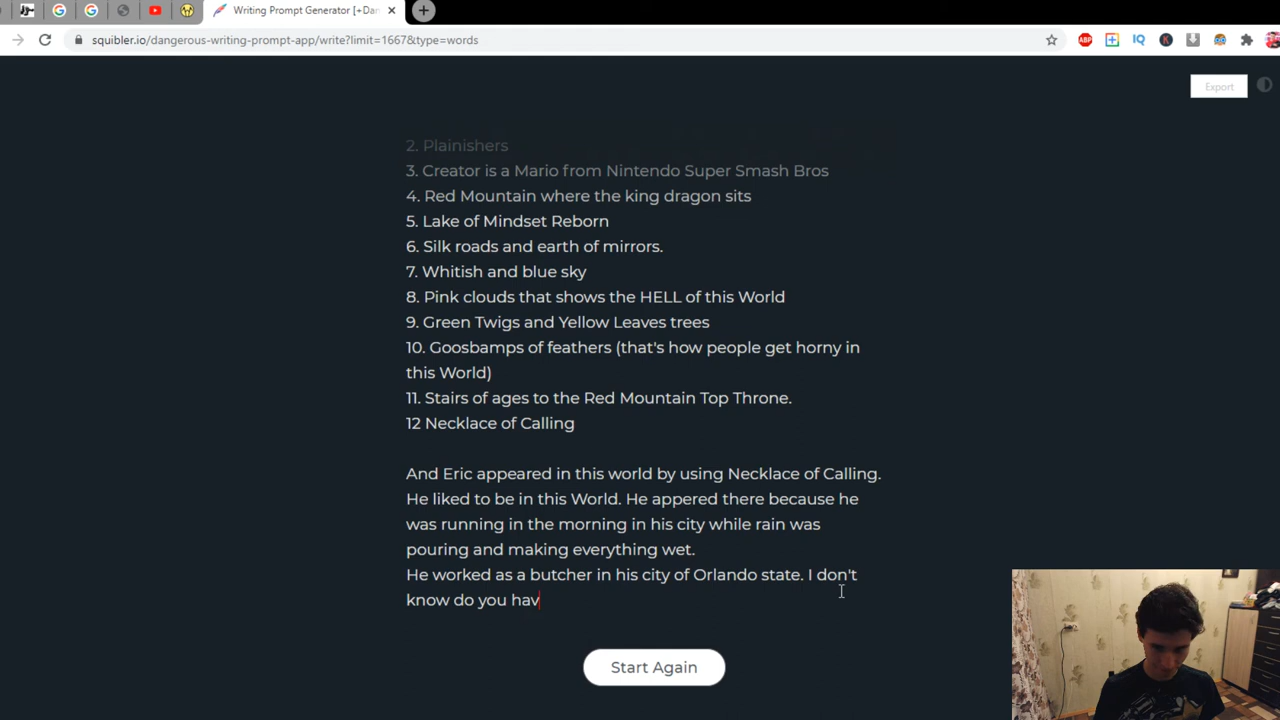 Writing Prompt Generator [+Dan
squibler.io/dangerous-writing-prompt-app/write?limit=1667&type=words
ABP
IQ
K
Export
2. Plainishers
3. Creator is a Mario from Nintendo Super Smash Bros
4. Red Mountain where the king dragon sits
5. Lake of Mindset Reborn
6. Silk roads and earth of mirrors.
7. Whitish and blue sky
8. Pink clouds that shows the HELL of this World
9. Green Twigs and Yellow Leaves trees
10. Goosbamps of feathers (that's how people get horny in
this World)
11. Stairs of ages to the Red Mountain Top Throne.
12 Necklace of Calling
And Eric appeared in this world by using Necklace of Calling.
He liked to be in this World. He appered there because he
was running in the morning in his city while rain was
pouring and making everything wet.
He worked as a butcher in his city of Orlando state. I don't
know do you hav
Start Again